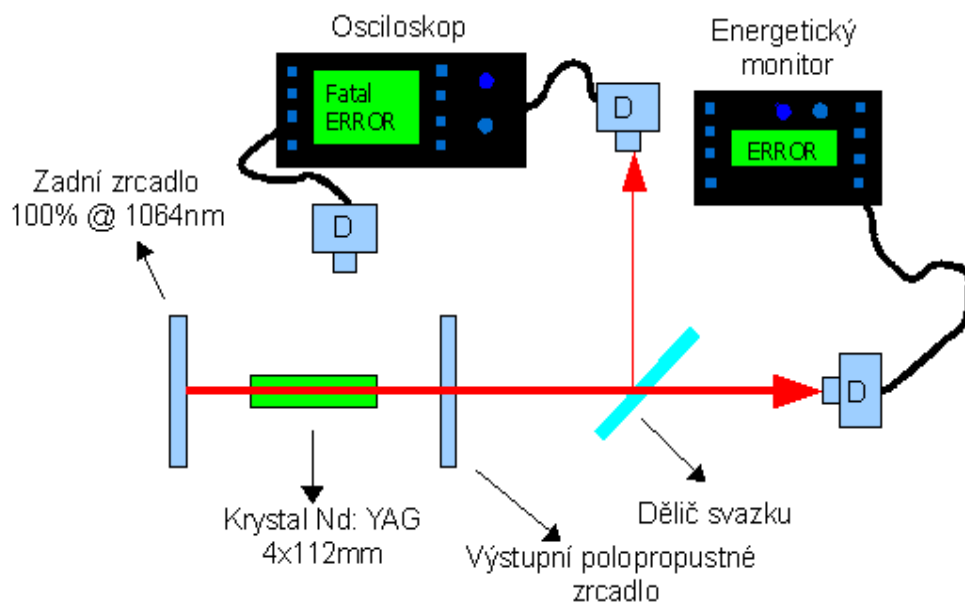 Osciloskop
Energetický
monitor
Fatal
ERROR
D
ERROR
Zadní zrcadlo
100% @ 1064nm
D
D
Krystal Nd: YAG
4x112mm
Dělič svazku
Výstupní polopropustné
zrcadlo